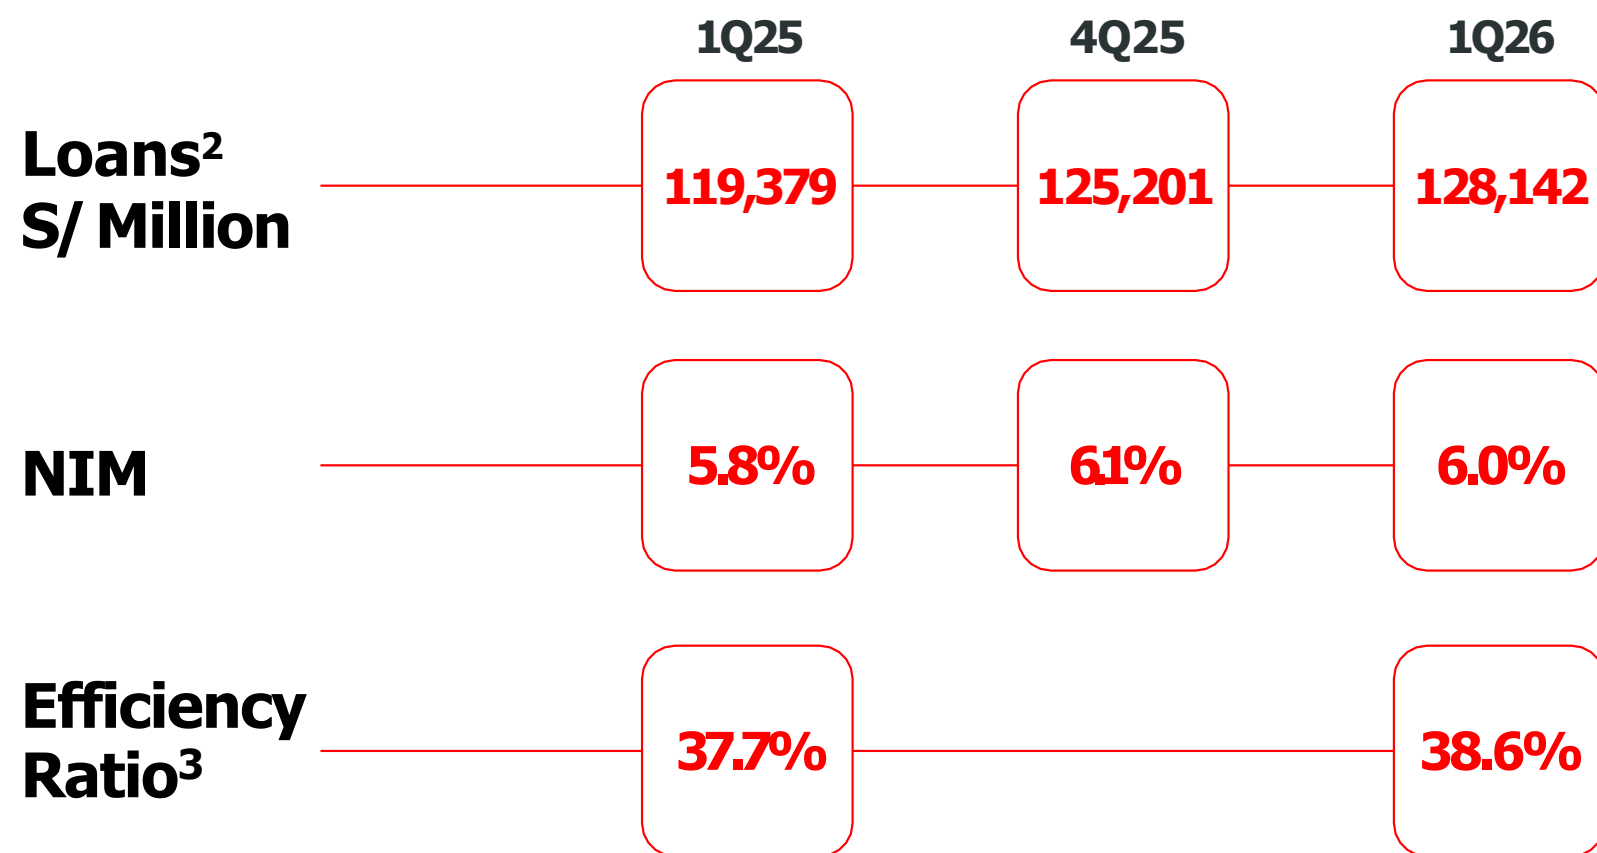 1Q25 4Q25 1Q26
Loans²
S/ Million
119,379 125,201 128,142
NIM 5.8% 6.1% 6.0%
Efficiency
Ratio³
37.7% 38.6%